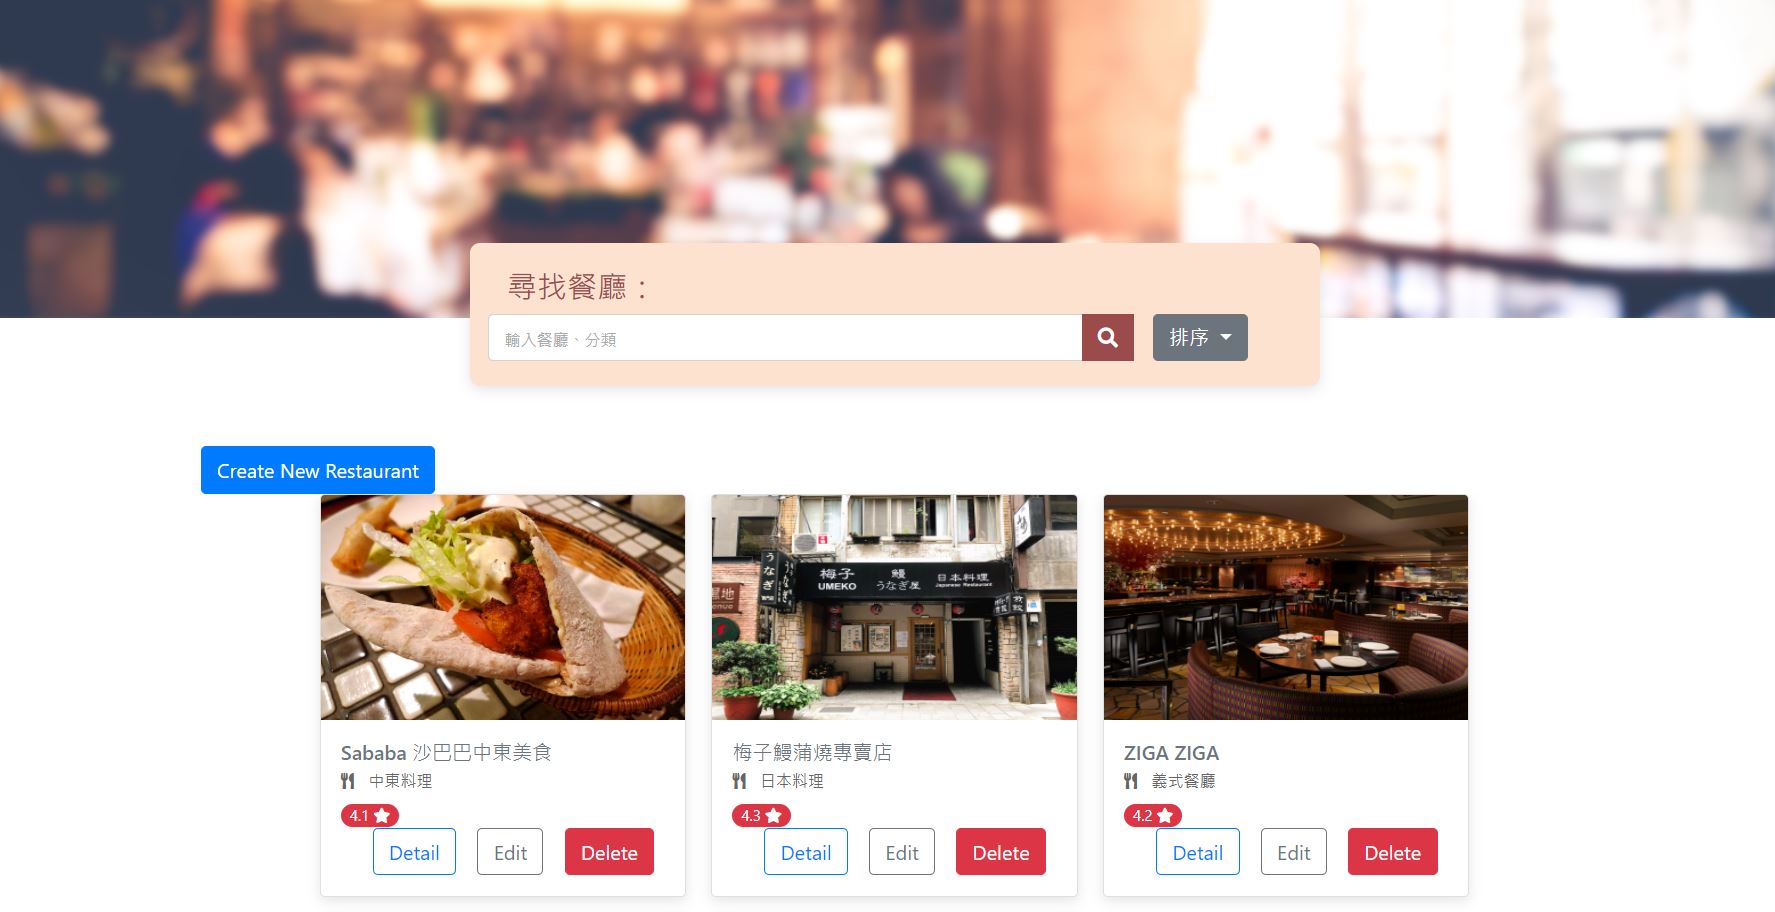 尋找餐廳：
輸入餐廳、分類
排序
Create New Restaurant
うなぎ
梅子
UMEKO
鰻
うなぎ屋
日本料理
Japanese Restaurant
Sababa 沙巴巴中東美食
中東料理
4.1
Detail Edit Delete
梅子鰻蒲燒專賣店
日本料理
4.3
Detail Edit Delete
ZIGA ZIGA
義式餐廳
4.2
Detail Edit Delete